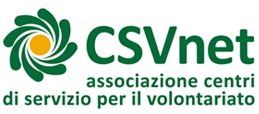 CSVnet
associazione centri
di servizio per il volontariato